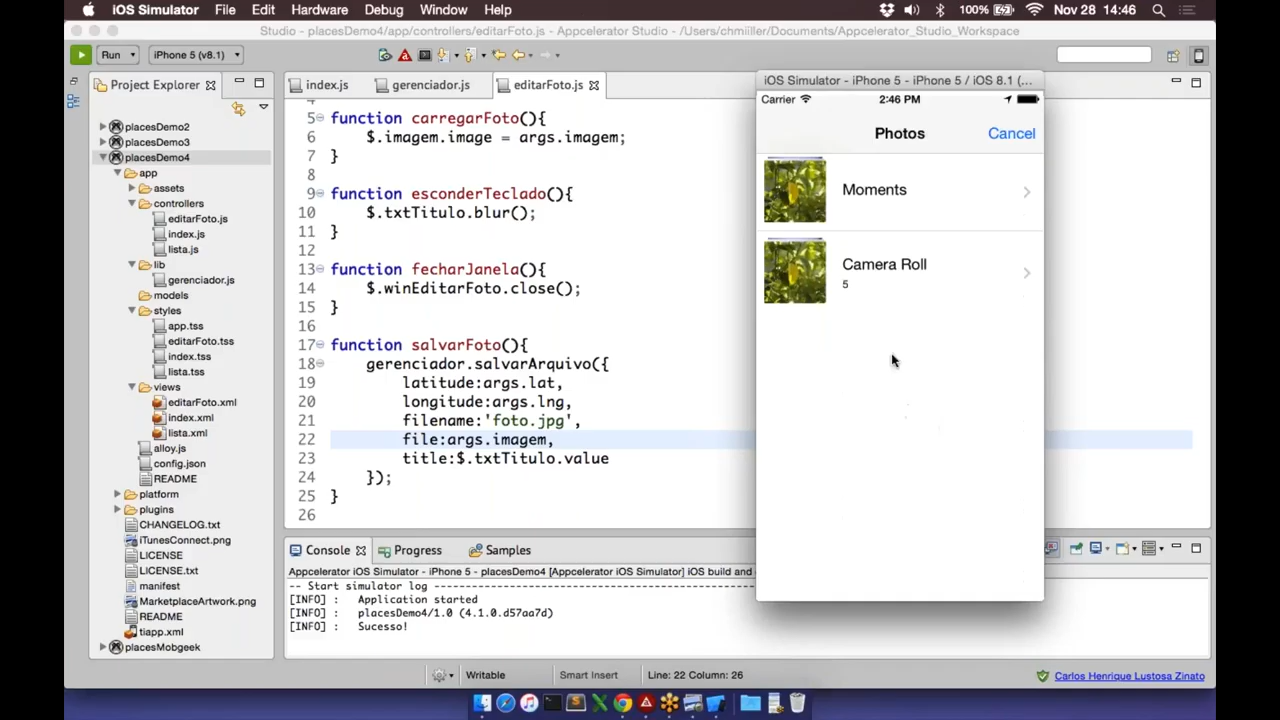 iOS Simulator File Edit Hardware Debug Window Help 100% Nov 28 14:46
Studio - placesDemo4/app/controllers/editarFoto.js - Appcelerator Studio - /Users/chmiiller/Documents/Appcelerator_Studio_Workspace
Run iPhone 5 (v8.1)
Project Explorer
placesDemo2
placesDemo3
placesDemo4
app
assets
controllers
editarFoto.js
index.js
lista.js
lib
gerenciador.js
models
styles
app.tss
editarFoto.tss
index.tss
lista.tss
views
editarFoto.xml
index.xml
lista.xml
alloy.js
config.json
README
platform
plugins
CHANGELOG.txt
iTunesConnect.png
LICENSE
LICENSE.txt
manifest
MarketplaceArtwork.png
README
tiapp.xml
placesMobgeek
index.js gerenciador.js editarFoto.js
4
5 function carregarFoto(){
6 $.imagem.image = args.imagem;
7 }
8
9 function esconderTeclado(){
10 $.txtTitulo.blur();
11 }
12
13 function fecharJanela(){
14 $.winEditarFoto.close();
15 }
16
17 function salvarFoto(){
18 gerenciador.salvarArquivo({
19 latitude:args.lat,
20 longitude:args.lng,
21 filename:'foto.jpg',
22 file:args.imagem,
23 title:$.txtTitulo.value
24 });
25 }
26
iOS Simulator - iPhone 5 - iPhone 5 / iOS 8.1 (...
Carrier 2:46 PM
Photos Cancel
Moments
Camera Roll
5
Console Progress Samples
Appcelerator iOS Simulator - iPhone 5 - placesDemo4 [Appcelerator iOS Simulator] iOS build and
-- Start simulator log
[INFO] : Application started
[INFO] : placesDemo4/1.0 (4.1.0.d57aa7d)
[INFO] : Sucesso!
Writable Smart Insert Line: 22 Column: 26 Carlos Henrique Lustosa Zinato